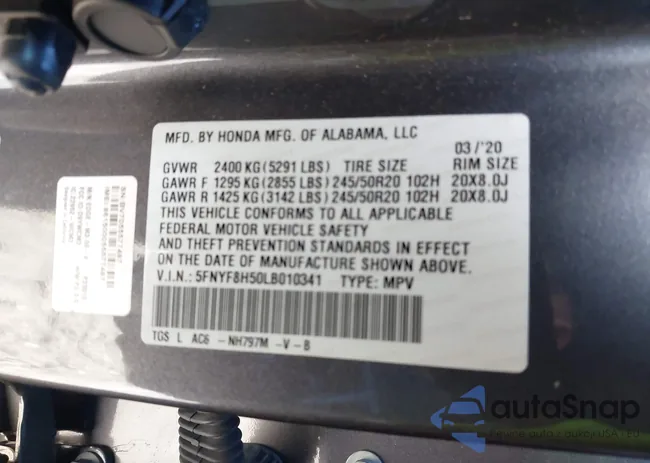 MFD. BY HONDA MFG. OF ALABAMA, LLC
03/'20
GVWR 2400 KG (5291 LBS) TIRE SIZE RIM SIZE
GAWR F 1295 KG (2855 LBS) 245/50R20 102H 20X8.0J
GAWR R 1425 KG (3142 LBS) 245/50R20 102H 20X8.0J
THIS VEHICLE CONFORMS TO ALL APPLICABLE
FEDERAL MOTOR VEHICLE SAFETY
AND THEFT PREVENTION STANDARDS IN EFFECT
ON THE DATE OF MANUFACTURE SHOWN ABOVE.
V.I.N.: 5FNYF8H50LB010341 TYPE: MPV
TGS L AC6 -NH797M -V-B
autaSnap